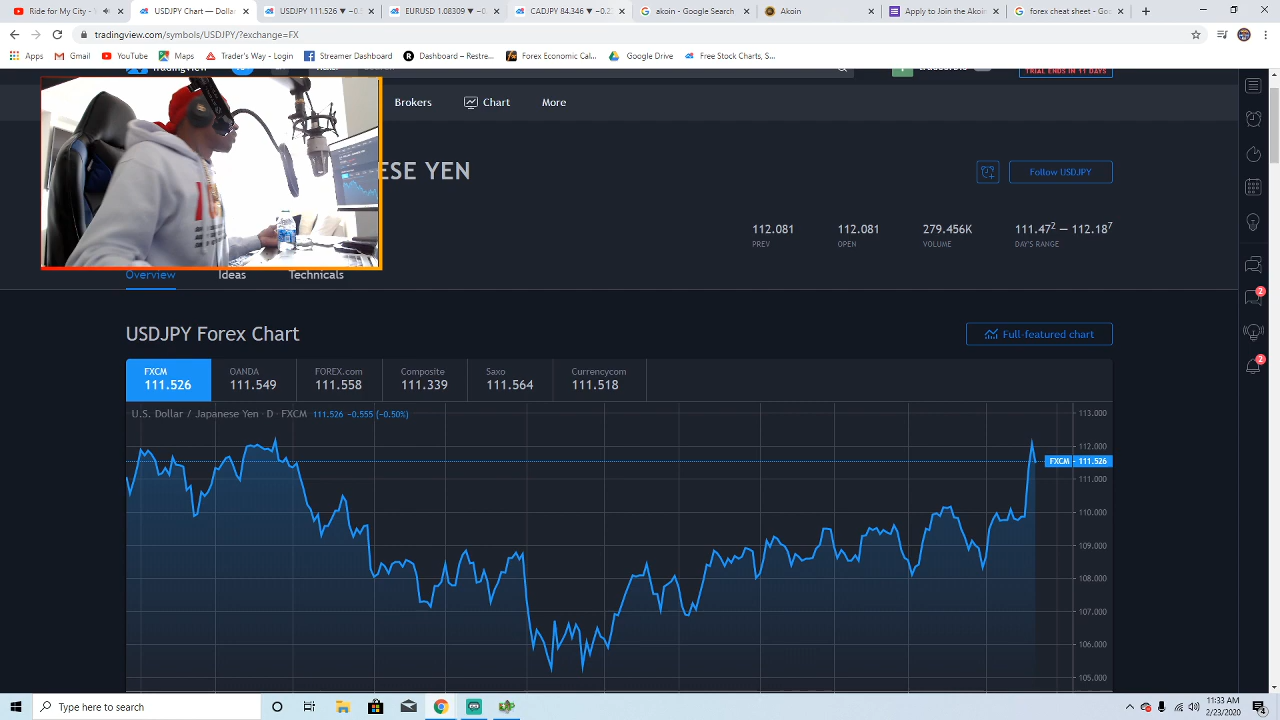 Ride for My City
USDJPY — Dollar
USDJPY 111.526 ▼ −0.5
EURUSD 1.08309 ▼ −0.
CADJPY 84.346 ▼ −0.2
akoin - Google Search
Akoin
Apply to Join the Akoin
forex cheat sheet - Go
tradingview.com/symbols/USDJPY/?exchange=FX
Apps
Gmail
YouTube
Maps
Trader's Way - Login
Streamer Dashboard
Dashboard – Restre...
Forex Economic Cal...
Google Drive
Free Stock Charts, S...
TRIAL ENDS IN 11 DAYS
Brokers
Chart
More
ESE YEN
Follow USDJPY
112.081
PREV
112.081
OPEN
279.456K
VOLUME
111.47² — 112.18⁷
DAY'S RANGE
Overview
Ideas
Technicals
USDJPY Forex Chart
Full-featured chart
FXCM
111.526
OANDA
111.549
FOREX.com
111.558
Composite
111.339
Saxo
111.564
Currencycom
111.518
U.S. Dollar / Japanese Yen · D · FXCM 111.526 −0.555 (−0.50%)
113.000
112.000
FXCM 111.526
111.000
110.000
109.000
108.000
107.000
106.000
105.000
2
2
Type here to search
11:33 AM
2/23/2020
4